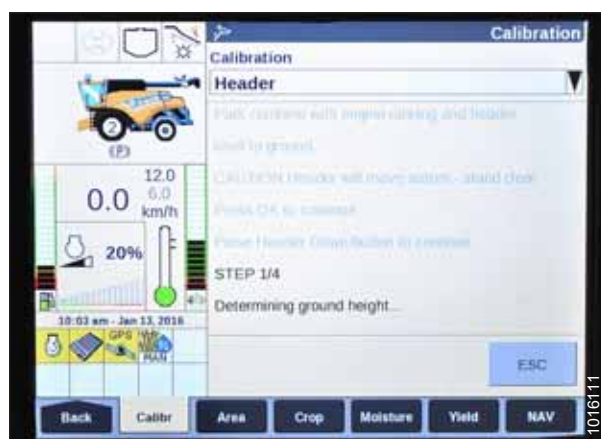 Calibration
Calibration
Header
Park combine with engine running and header
level to ground.
CAUTION Header will move autom.- stand clear
Press OK to continue
Press Header Down Button to continue
STEP 1/4
Determining ground height...
ESC
2
(P)
12.0
0.0
6.0
km/h
20%
10:03 am - Jan 13, 2016
GPS
MAN
Back
Calibr
Area
Crop
Moisture
Yield
NAV
1016111